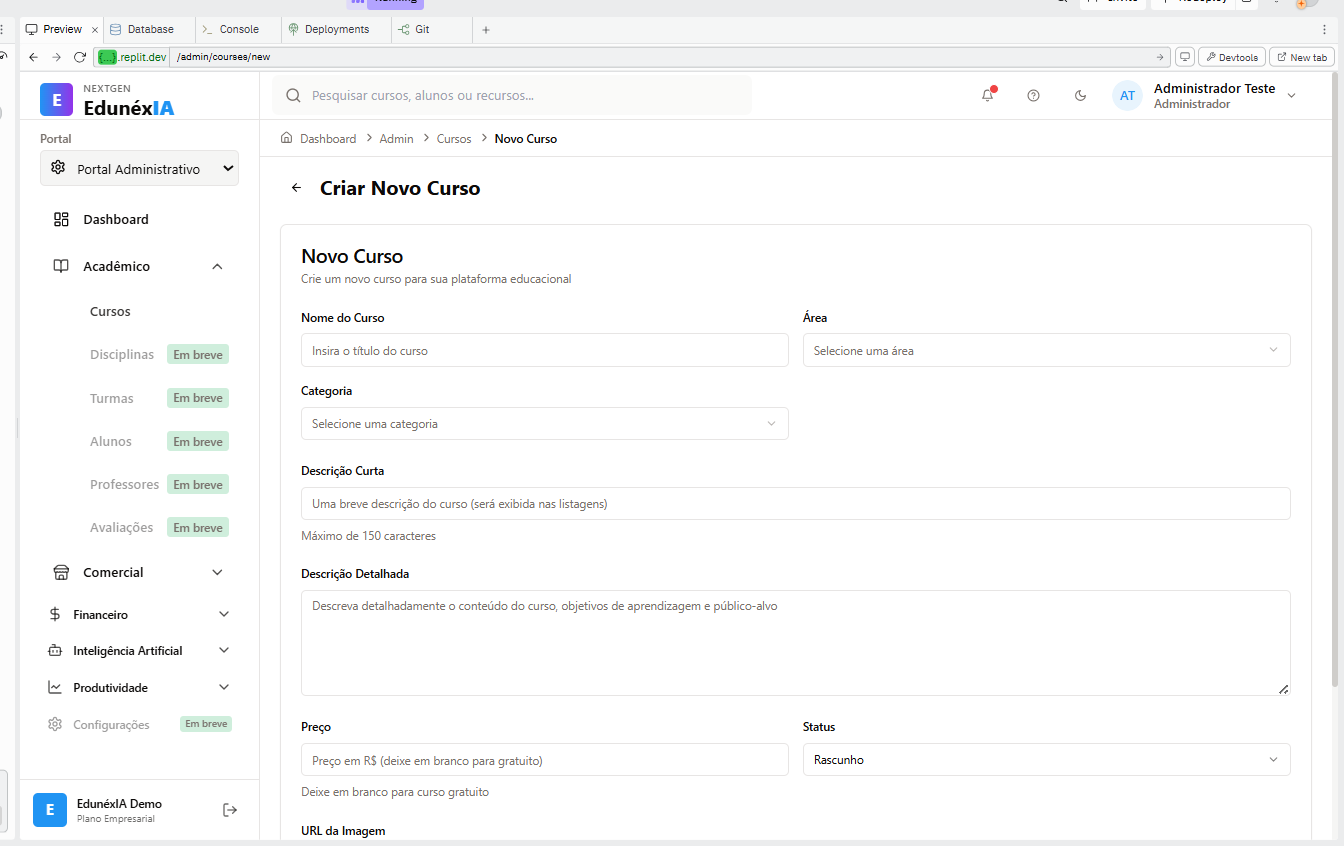 Running
Invite
Redeploy
Preview
Database
Console
Deployments
Git
{...}.replit.dev
/admin/courses/new
Devtools
New tab
E
NEXTGEN
EdunéxIA
Pesquisar cursos, alunos ou recursos...
AT
Administrador Teste
Administrador
Portal
Portal Administrativo
Dashboard
Acadêmico
Cursos
Disciplinas Em breve
Turmas Em breve
Alunos Em breve
Professores Em breve
Avaliações Em breve
Comercial
Financeiro
Inteligência Artificial
Produtividade
Configurações Em breve
E
EdunéxIA Demo
Plano Empresarial
Dashboard > Admin > Cursos > Novo Curso
Criar Novo Curso
Novo Curso
Crie um novo curso para sua plataforma educacional
Nome do Curso
Insira o título do curso
Área
Selecione uma área
Categoria
Selecione uma categoria
Descrição Curta
Uma breve descrição do curso (será exibida nas listagens)
Máximo de 150 caracteres
Descrição Detalhada
Descreva detalhadamente o conteúdo do curso, objetivos de aprendizagem e público-alvo
Preço
Preço em R$ (deixe em branco para gratuito)
Deixe em branco para curso gratuito
Status
Rascunho
URL da Imagem